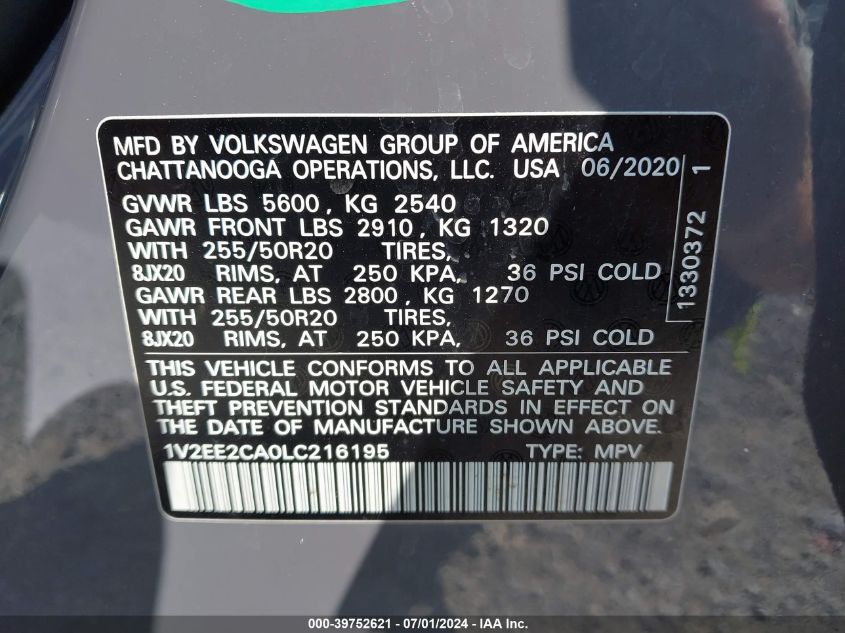 MFD BY VOLKSWAGEN GROUP OF AMERICA
CHATTANOOGA OPERATIONS, LLC. USA 06/2020
GVWR LBS 5600, KG 2540
GAWR FRONT LBS 2910, KG 1320
WITH 255/50R20 TIRES,
8JX20 RIMS, AT 250 KPA, 36 PSI COLD
GAWR REAR LBS 2800, KG 1270
WITH 255/50R20 TIRES,
8JX20 RIMS, AT 250 KPA, 36 PSI COLD
THIS VEHICLE CONFORMS TO ALL APPLICABLE
U.S. FEDERAL MOTOR VEHICLE SAFETY AND
THEFT PREVENTION STANDARDS IN EFFECT ON
THE DATE OF MANUFACTURE SHOWN ABOVE.
1V2EE2CA0LC216195 TYPE: MPV
1330372 1
000-39752621 / 07/01/2024 - IAA Inc.